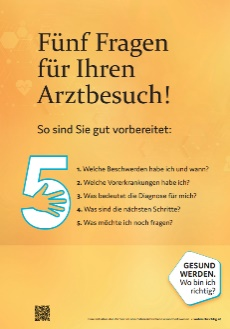 Fünf Fragen
für Ihren
Arztbesuch!
So sind Sie gut vorbereitet:
5
1. Welche Beschwerden habe ich und wann?
2. Welche Vorerkrankungen habe ich?
3. Was bedeutet die Diagnose für mich?
4. Was sind die nächsten Schritte?
5. Was möchte ich noch fragen?
GESUND
WERDEN.
Wo bin ich
richtig?